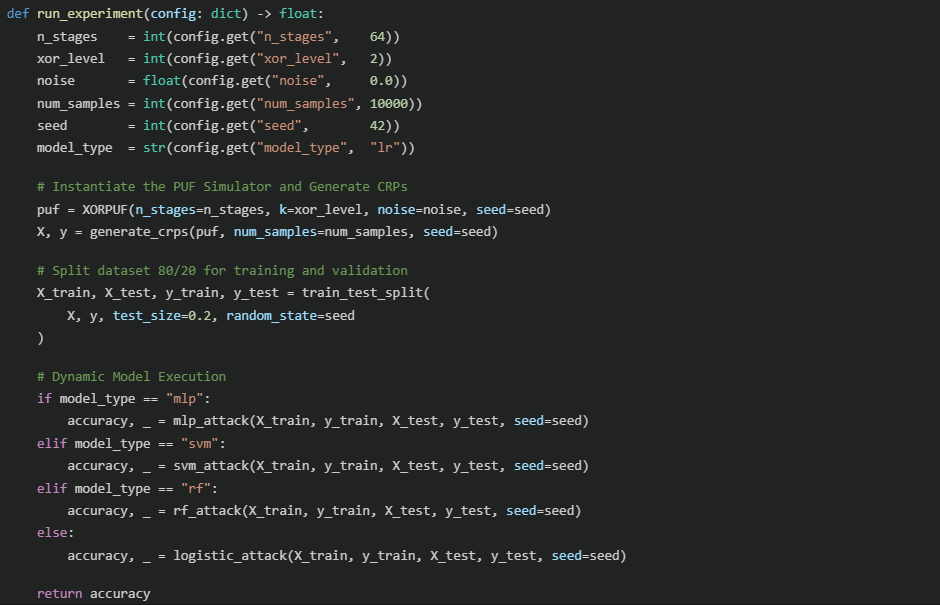 def run_experiment(config: dict) -> float:
    n_stages    = int(config.get("n_stages",    64))
    xor_level   = int(config.get("xor_level",   2))
    noise       = float(config.get("noise",     0.0))
    num_samples = int(config.get("num_samples", 10000))
    seed        = int(config.get("seed",        42))
    model_type  = str(config.get("model_type",  "lr"))

    # Instantiate the PUF Simulator and Generate CRPs
    puf = XORPUF(n_stages=n_stages, k=xor_level, noise=noise, seed=seed)
    X, y = generate_crps(puf, num_samples=num_samples, seed=seed)

    # Split dataset 80/20 for training and validation
    X_train, X_test, y_train, y_test = train_test_split(
        X, y, test_size=0.2, random_state=seed
    )

    # Dynamic Model Execution
    if model_type == "mlp":
        accuracy, _ = mlp_attack(X_train, y_train, X_test, y_test, seed=seed)
    elif model_type == "svm":
        accuracy, _ = svm_attack(X_train, y_train, X_test, y_test, seed=seed)
    elif model_type == "rf":
        accuracy, _ = rf_attack(X_train, y_train, X_test, y_test, seed=seed)
    else:
        accuracy, _ = logistic_attack(X_train, y_train, X_test, y_test, seed=seed)

    return accuracy